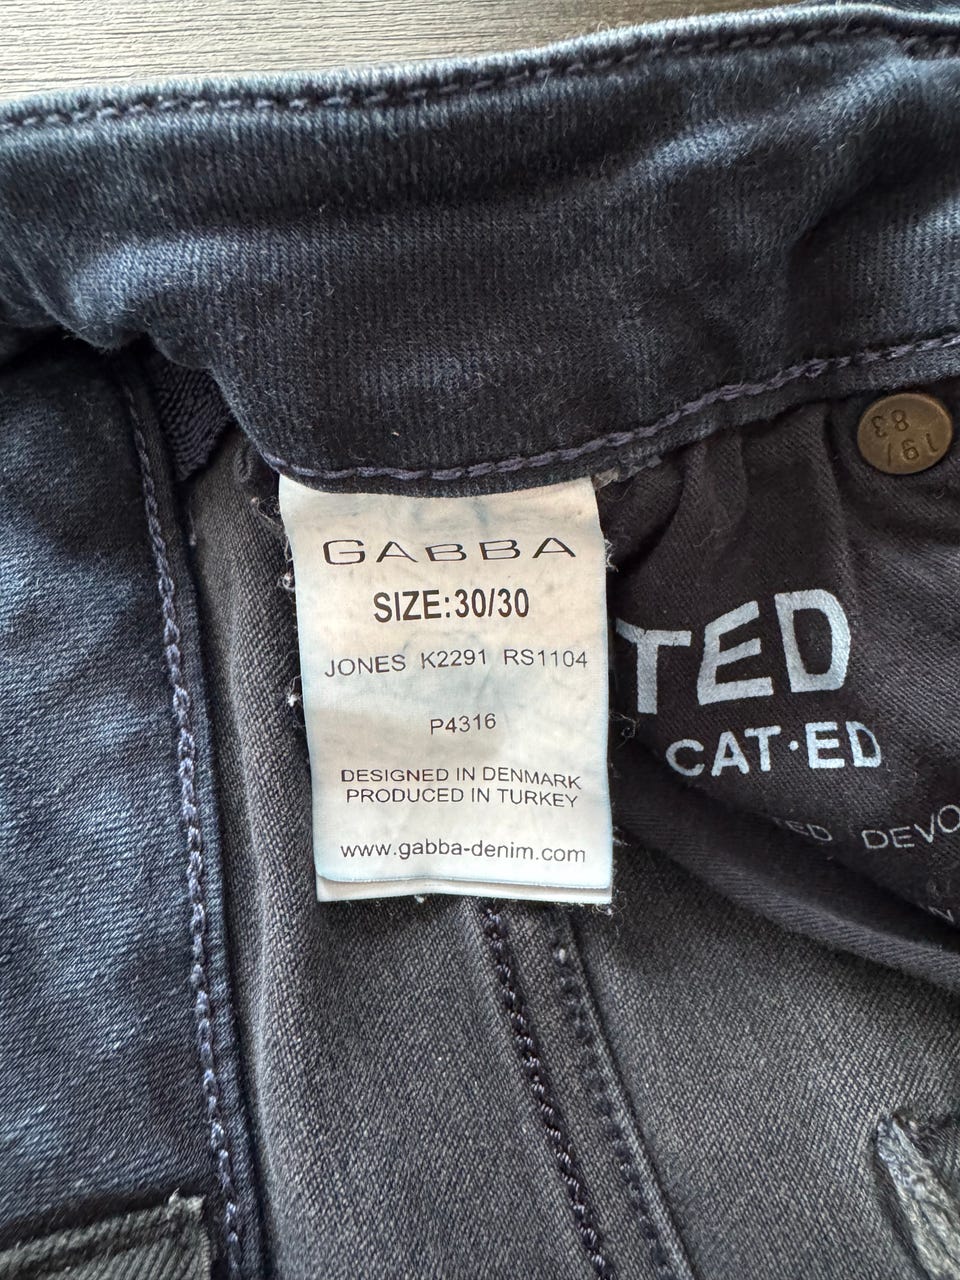 GABBA
SIZE:30/30
JONES K2291 RS1104
P4316
DESIGNED IN DENMARK
PRODUCED IN TURKEY
www.gabba-denim.com
TED
CAT·ED
DEVO
83